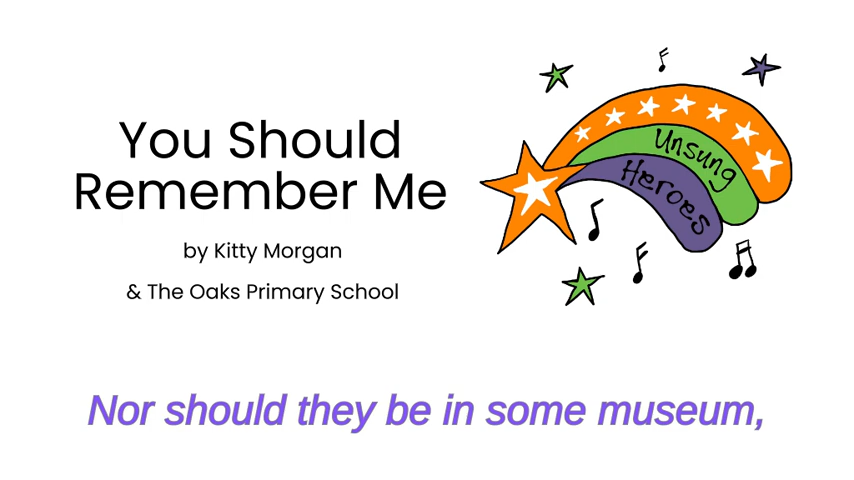 You Should
Remember Me
by Kitty Morgan
& The Oaks Primary School
Unsung
Heroes
Nor should they be in some museum,